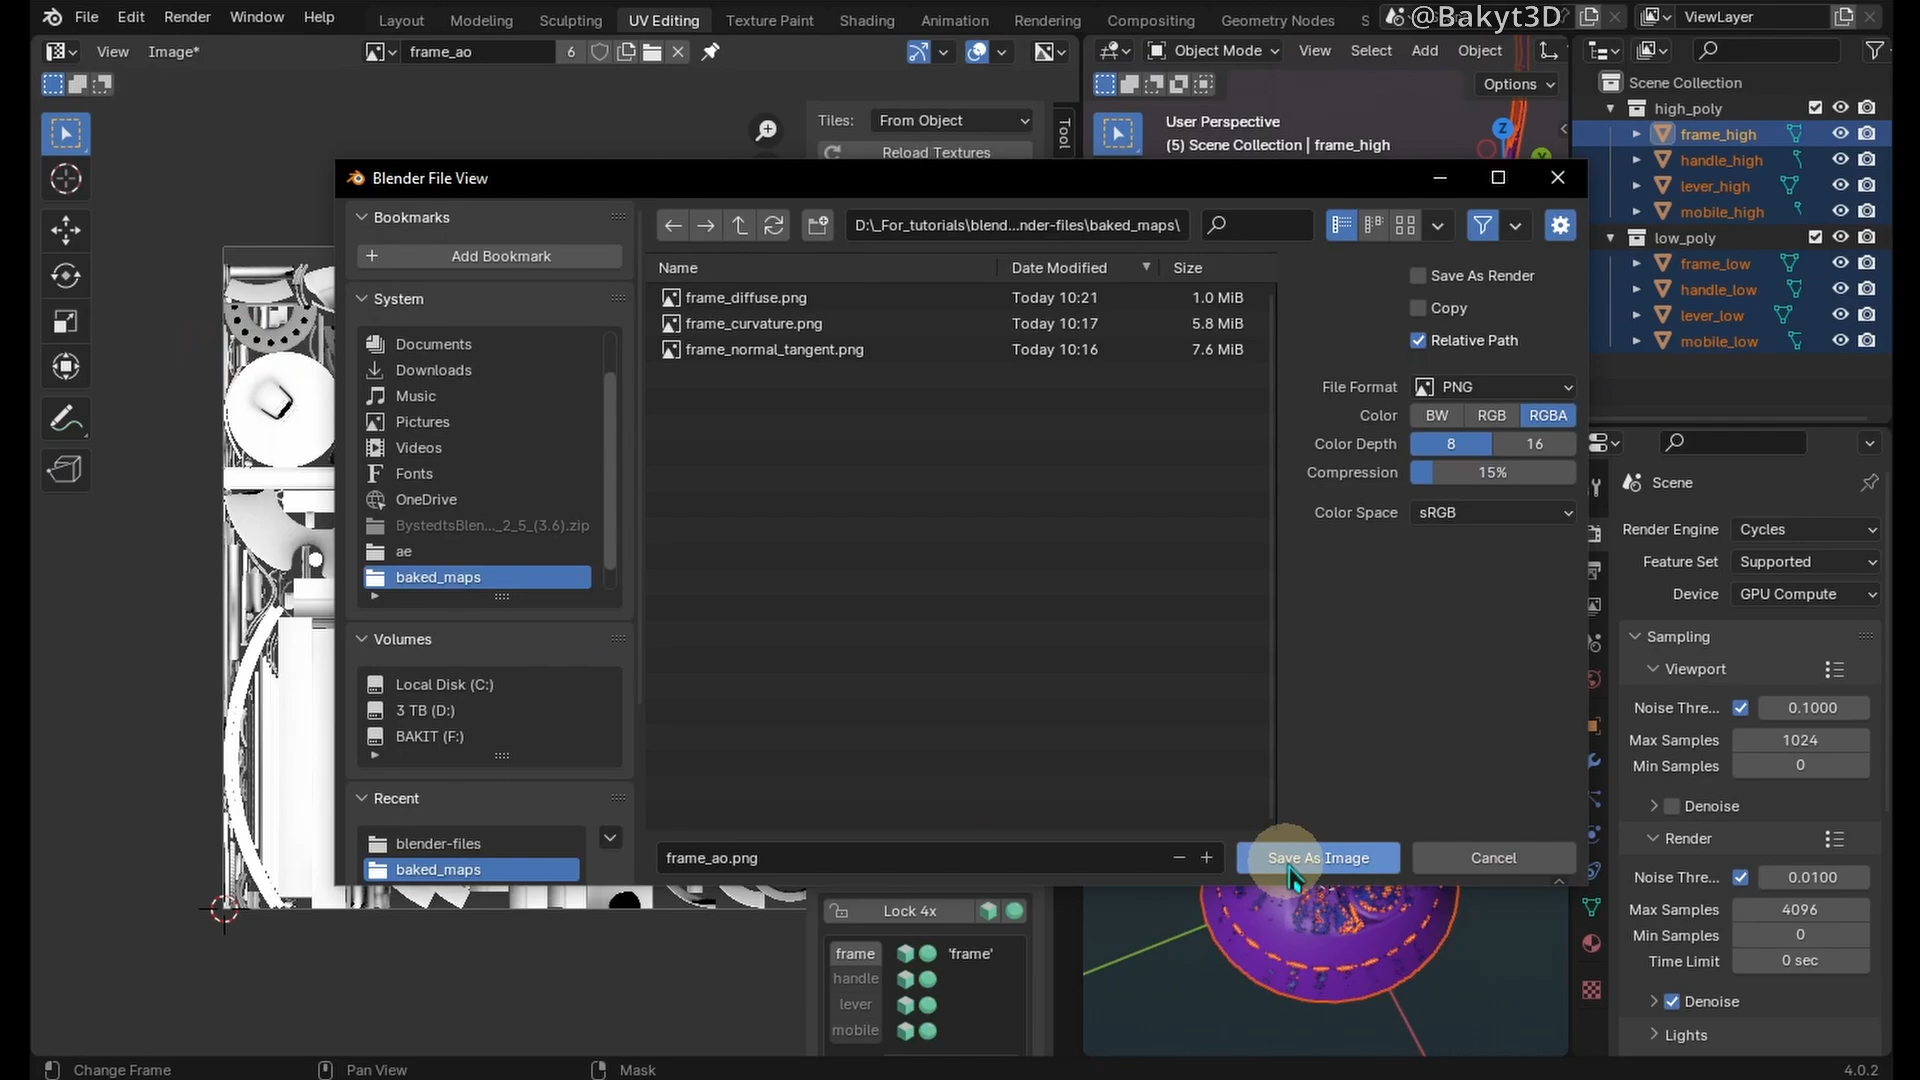 File Edit Render Window Help
Layout Modeling Sculpting UV Editing Texture Paint Shading Animation Rendering Compositing Geometry Nodes S
@Bakyt3D
ViewLayer
View Image*
frame_ao 6
Object Mode View Select Add Object
Options
Tiles: From Object
Reload Textures
Tool
User Perspective
(5) Scene Collection | frame_high
Z
Y
Scene Collection
high_poly
frame_high
handle_high
lever_high
mobile_high
low_poly
frame_low
handle_low
lever_low
mobile_low
Blender File View
Bookmarks
Add Bookmark
System
Documents
Downloads
Music
Pictures
Videos
Fonts
OneDrive
BystedtsBlen..._2_5_(3.6).zip
ae
baked_maps
Volumes
Local Disk (C:)
3 TB (D:)
BAKIT (F:)
Recent
blender-files
baked_maps
D:\_For_tutorials\blend...nder-files\baked_maps\
Name Date Modified Size
frame_diffuse.png Today 10:21 1.0 MiB
frame_curvature.png Today 10:17 5.8 MiB
frame_normal_tangent.png Today 10:16 7.6 MiB
Save As Render
Copy
Relative Path
File Format PNG
Color BW RGB RGBA
Color Depth 8 16
Compression 15%
Color Space sRGB
frame_ao.png
Save As Image
Cancel
Lock 4x
frame 'frame'
handle
lever
mobile
Scene
Render Engine Cycles
Feature Set Supported
Device GPU Compute
Sampling
Viewport
Noise Thre... 0.1000
Max Samples 1024
Min Samples 0
Denoise
Render
Noise Thre... 0.0100
Max Samples 4096
Min Samples 0
Time Limit 0 sec
Denoise
Lights
Change Frame
Pan View
Mask
4.0.2